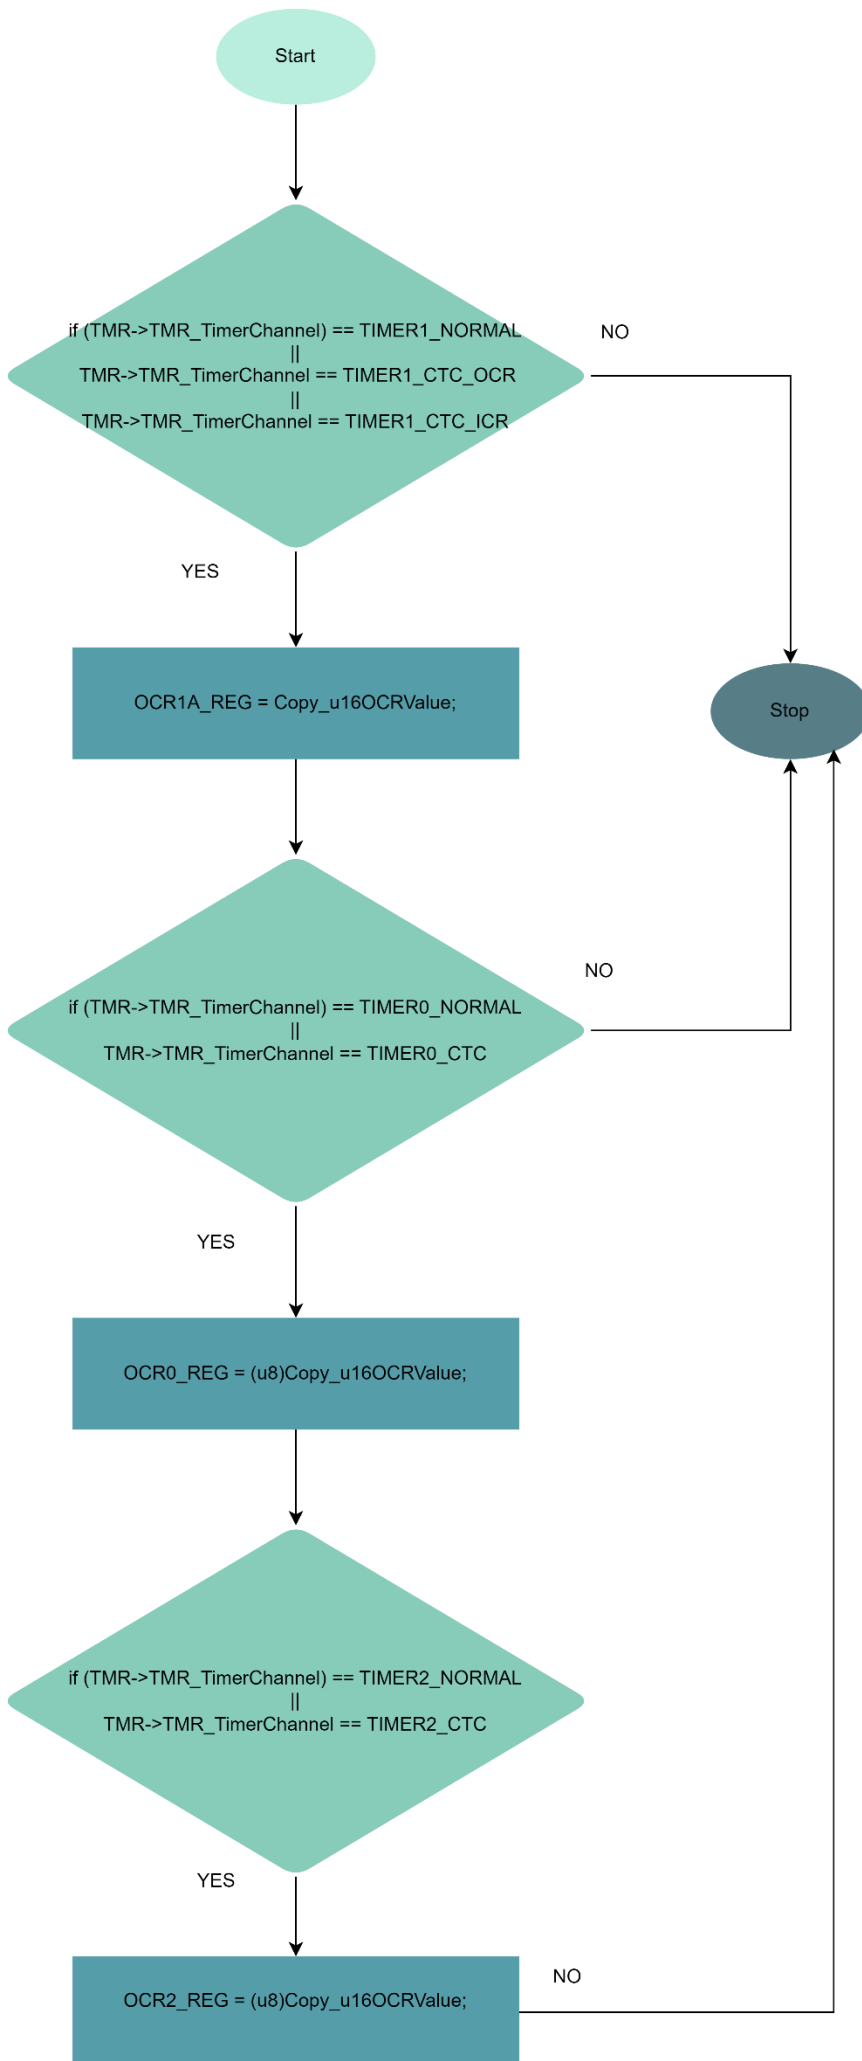 Start
if (TMR->TMR_TimerChannel) == TIMER1_NORMAL
||
TMR->TMR_TimerChannel == TIMER1_CTC_OCR
||
TMR->TMR_TimerChannel == TIMER1_CTC_ICR
NO
YES
OCR1A_REG = Copy_u16OCRValue;
Stop
if (TMR->TMR_TimerChannel) == TIMER0_NORMAL
||
TMR->TMR_TimerChannel == TIMER0_CTC
NO
YES
OCR0_REG = (u8)Copy_u16OCRValue;
if (TMR->TMR_TimerChannel) == TIMER2_NORMAL
||
TMR->TMR_TimerChannel == TIMER2_CTC
YES
OCR2_REG = (u8)Copy_u16OCRValue;
NO